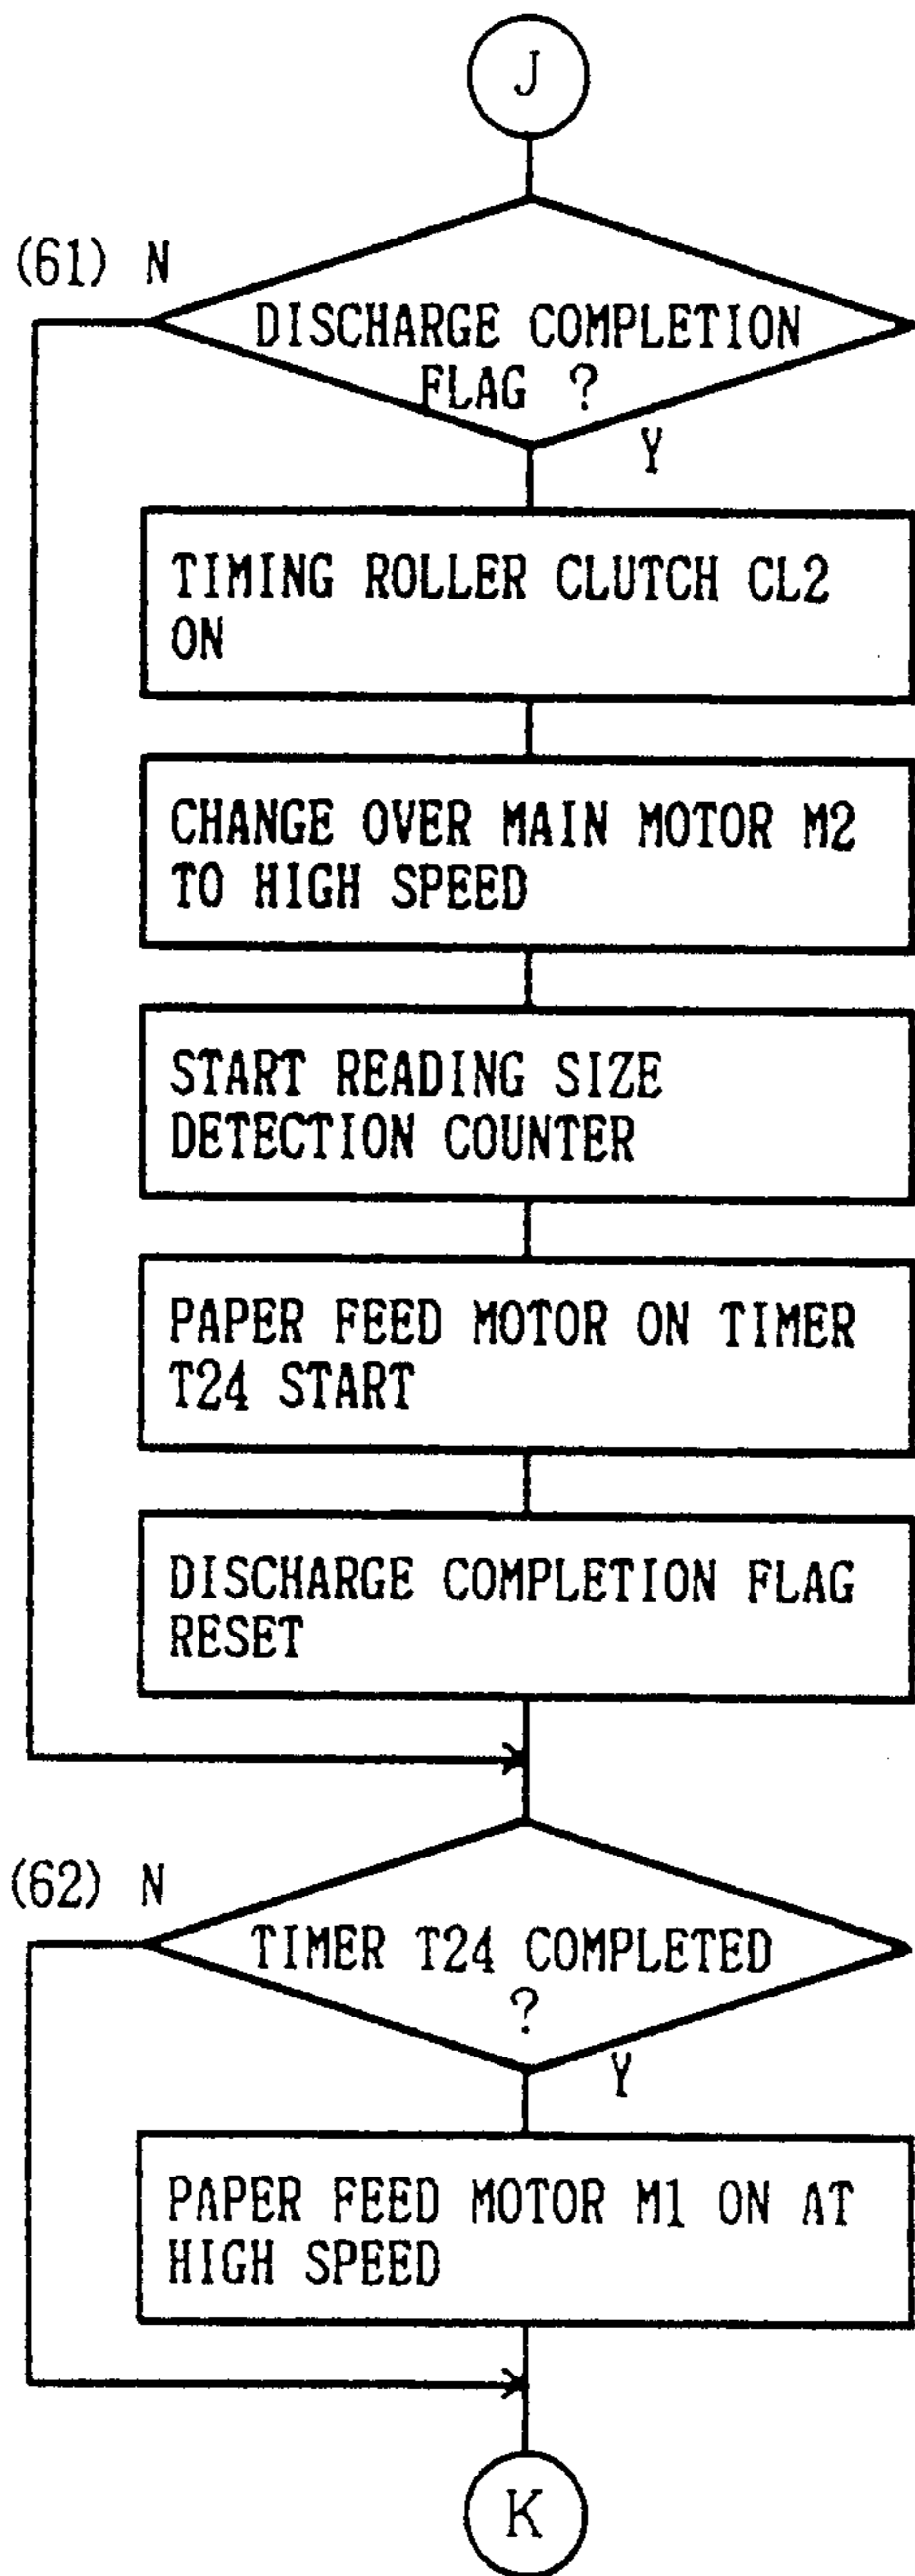 J
(61) N
DISCHARGE COMPLETION
FLAG ?
Y
TIMING ROLLER CLUTCH CL2
ON
CHANGE OVER MAIN MOTOR M2
TO HIGH SPEED
START READING SIZE
DETECTION COUNTER
PAPER FEED MOTOR ON TIMER
T24 START
DISCHARGE COMPLETION FLAG
RESET
(62) N
TIMER T24 COMPLETED
?
Y
PAPER FEED MOTOR M1 ON AT
HIGH SPEED
K